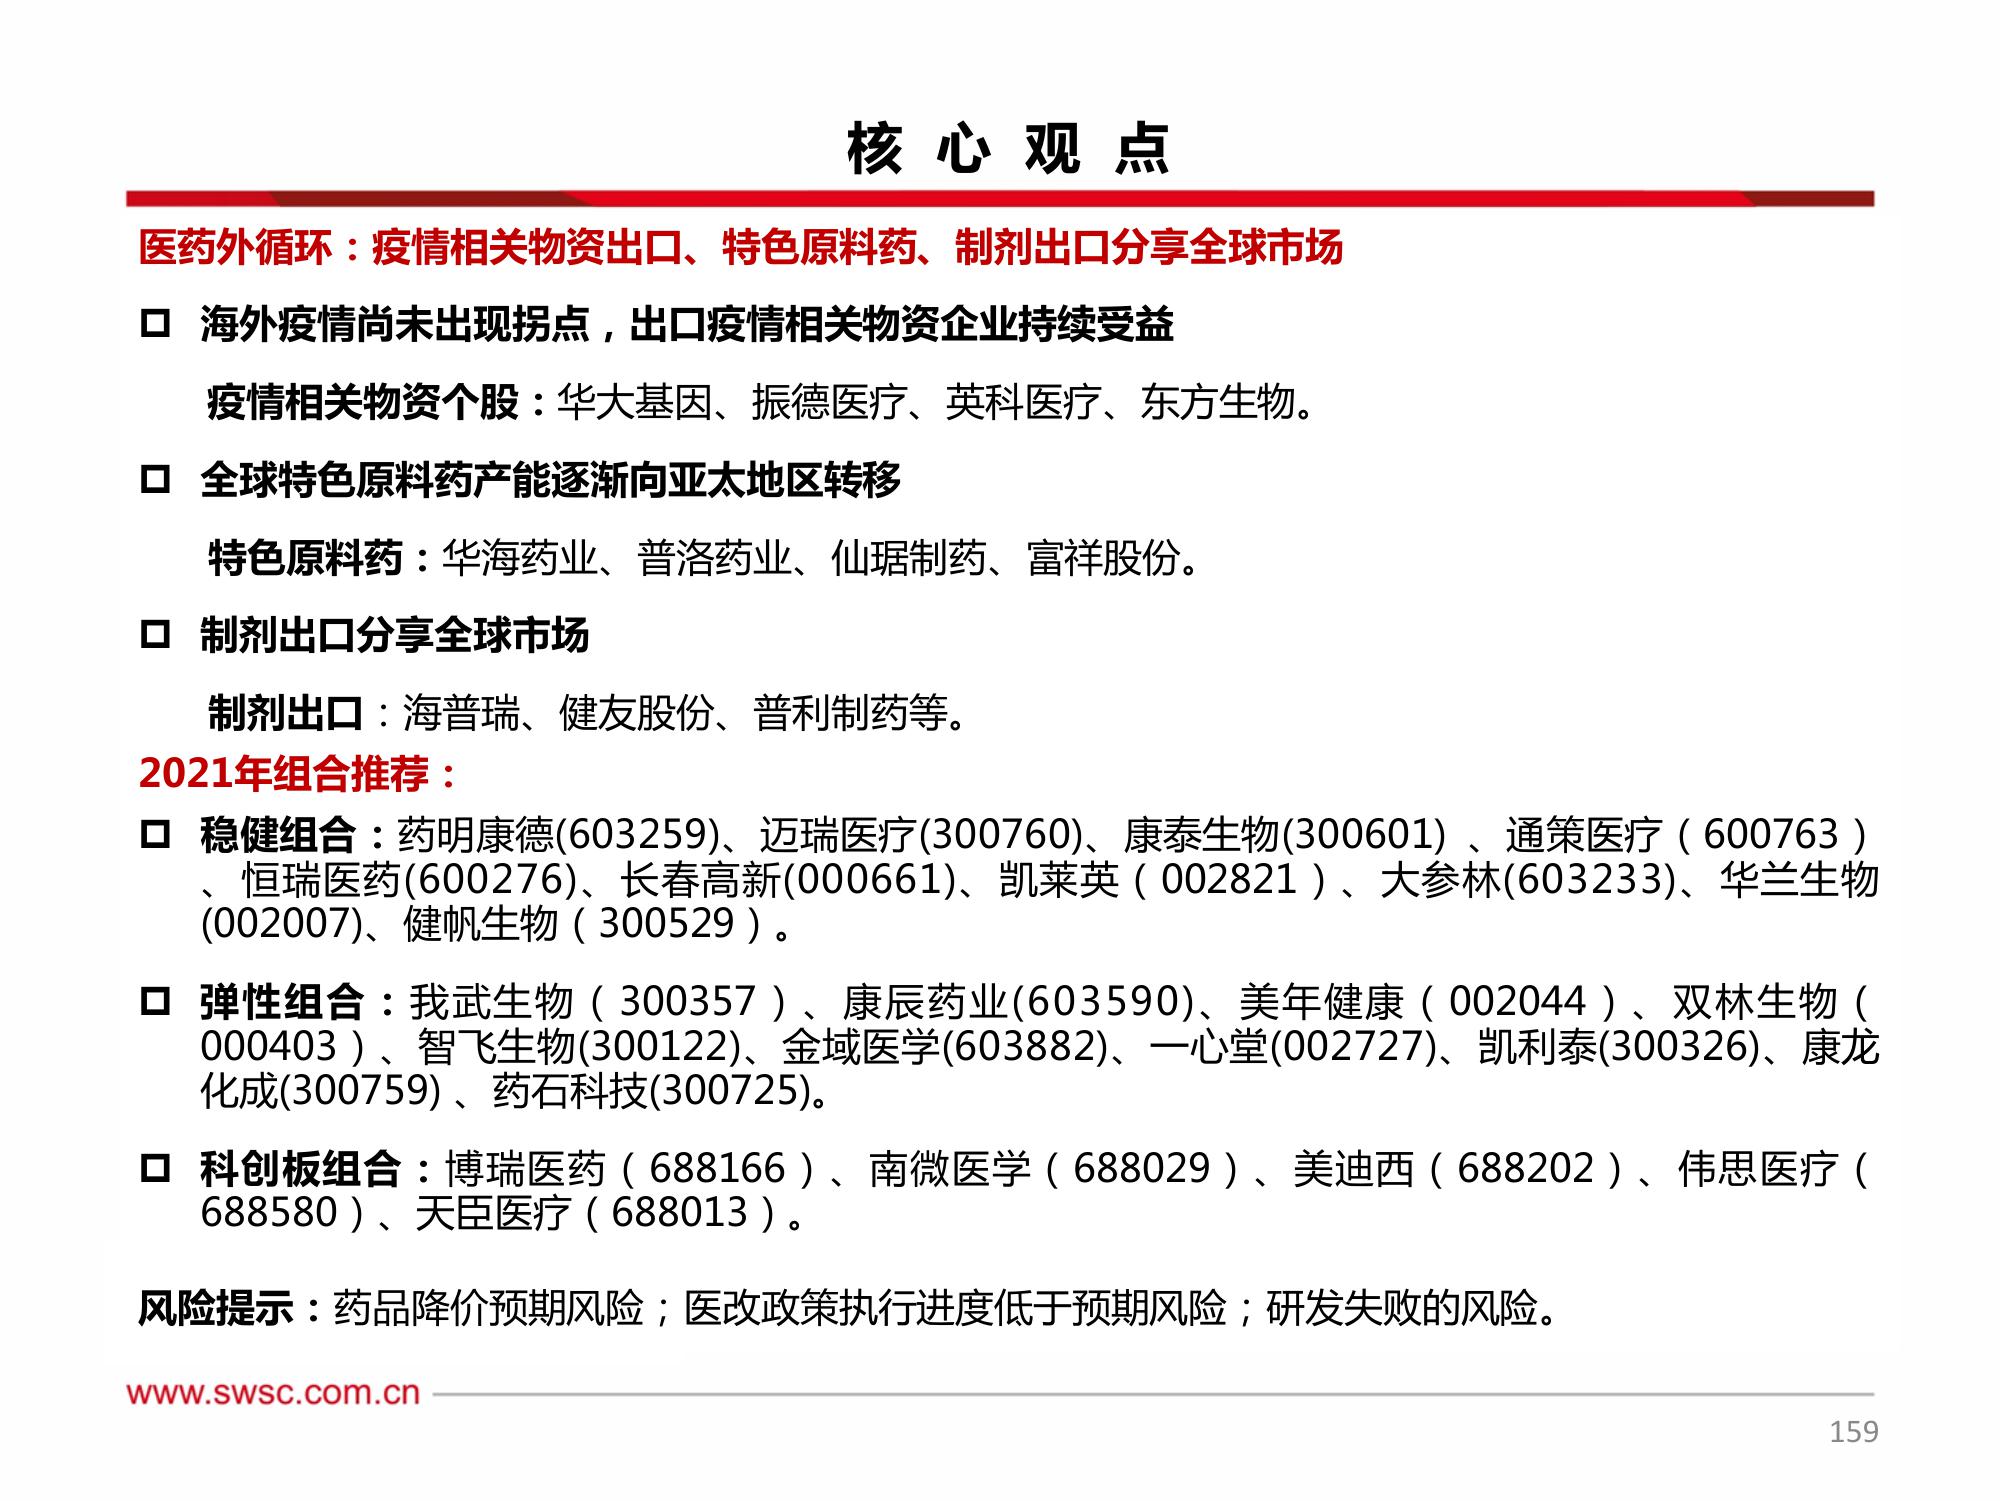 核心观点
医药外循环：疫情相关物资出口、特色原料药、制剂出口分享全球市场
海外疫情尚未出现拐点，出口疫情相关物资企业持续受益
疫情相关物资个股：华大基因、振德医疗、英科医疗、东方生物。
全球特色原料药产能逐渐向亚太地区转移
特色原料药：华海药业、普洛药业、仙琚制药、富祥股份。
制剂出口分享全球市场
制剂出口：海普瑞、健友股份、普利制药等。
2021年组合推荐：
稳健组合：药明康德(603259)、迈瑞医疗(300760)、康泰生物(300601) 、通策医疗（600763）
、恒瑞医药(600276)、长春高新(000661)、凯莱英（002821）、大参林(603233)、华兰生物
(002007)、健帆生物（300529）。
弹性组合：我武生物（300357）、康辰药业(603590)、美年健康（002044）、双林生物（
000403）、智飞生物(300122)、金域医学(603882)、一心堂(002727)、凯利泰(300326)、康龙
化成(300759) 、药石科技(300725)。
科创板组合：博瑞医药（688166）、南微医学（688029）、美迪西（688202）、伟思医疗（
688580）、天臣医疗（688013）。
风险提示：药品降价预期风险；医改政策执行进度低于预期风险；研发失败的风险。
www.swsc.com.cn
159